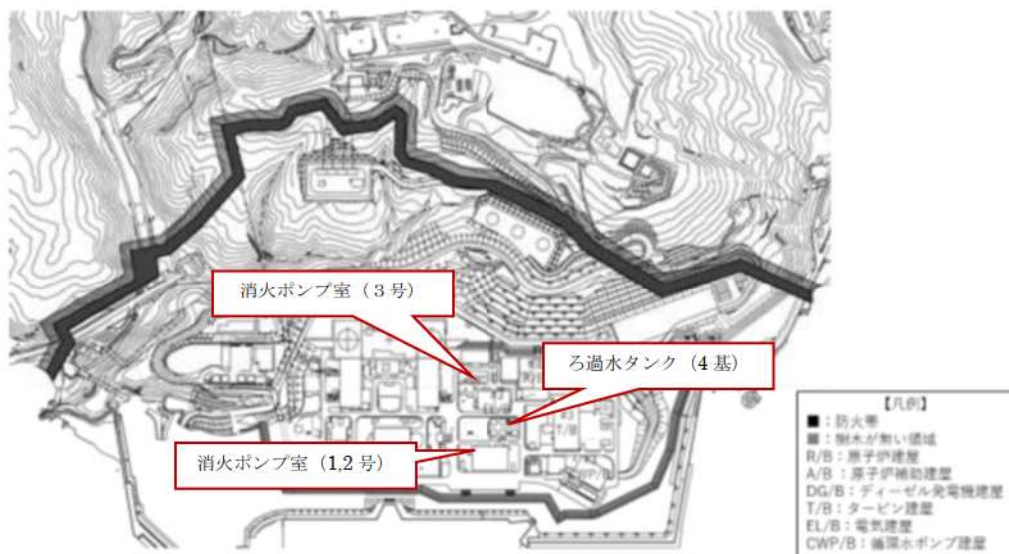 消火ポンプ室（３号）
ろ過水タンク（4 基）
消火ポンプ室（1,2 号）
T/B
【凡例】
■：防火帯
■：樹木が無い領域
R/B：原子炉建屋
A/B：原子炉補助建屋
DG/B：ディーゼル発電機建屋
T/B：タービン建屋
EL/B：電気建屋
CWP/B：循環水ポンプ建屋